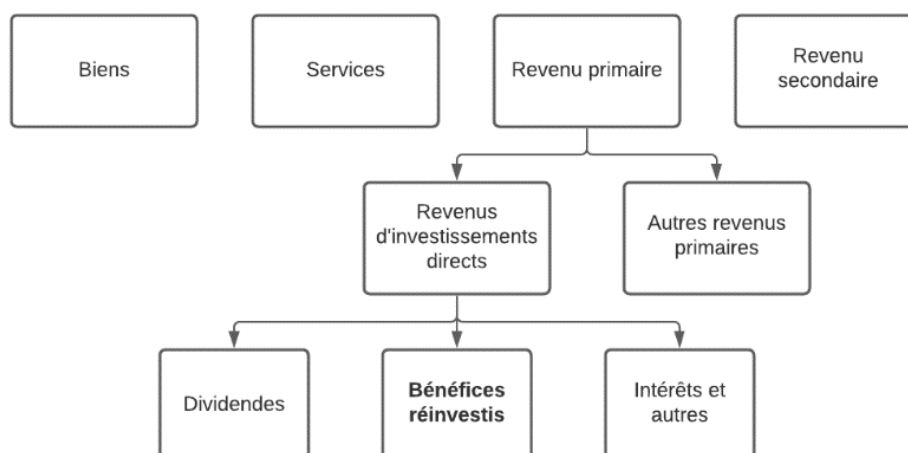 Biens
Services
Revenu primaire
Revenu
secondaire
Revenus
d'investissements
directs
Autres revenus
primaires
Dividendes
Bénéfices
réinvestis
Intérêts et
autres